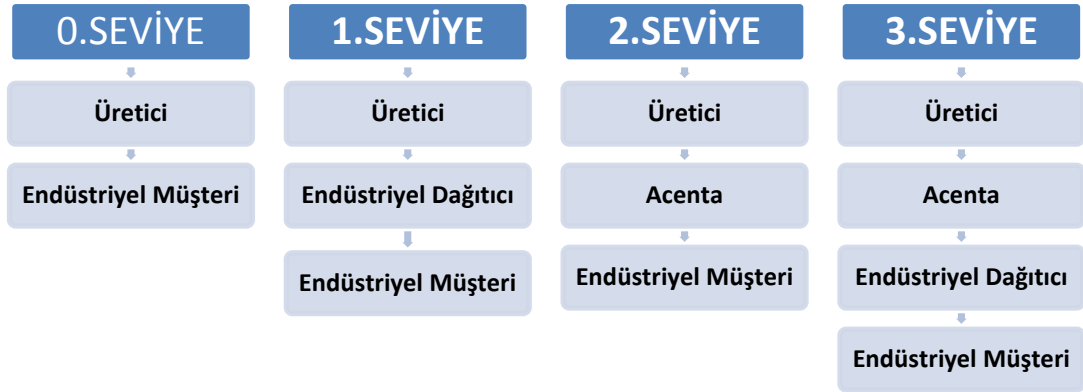 0.SEVİYE
Üretici
Endüstriyel Müşteri
1.SEVİYE
Üretici
Endüstriyel Dağıtıcı
Endüstriyel Müşteri
2.SEVİYE
Üretici
Acenta
Endüstriyel Müşteri
3.SEVİYE
Üretici
Acenta
Endüstriyel Dağıtıcı
Endüstriyel Müşteri